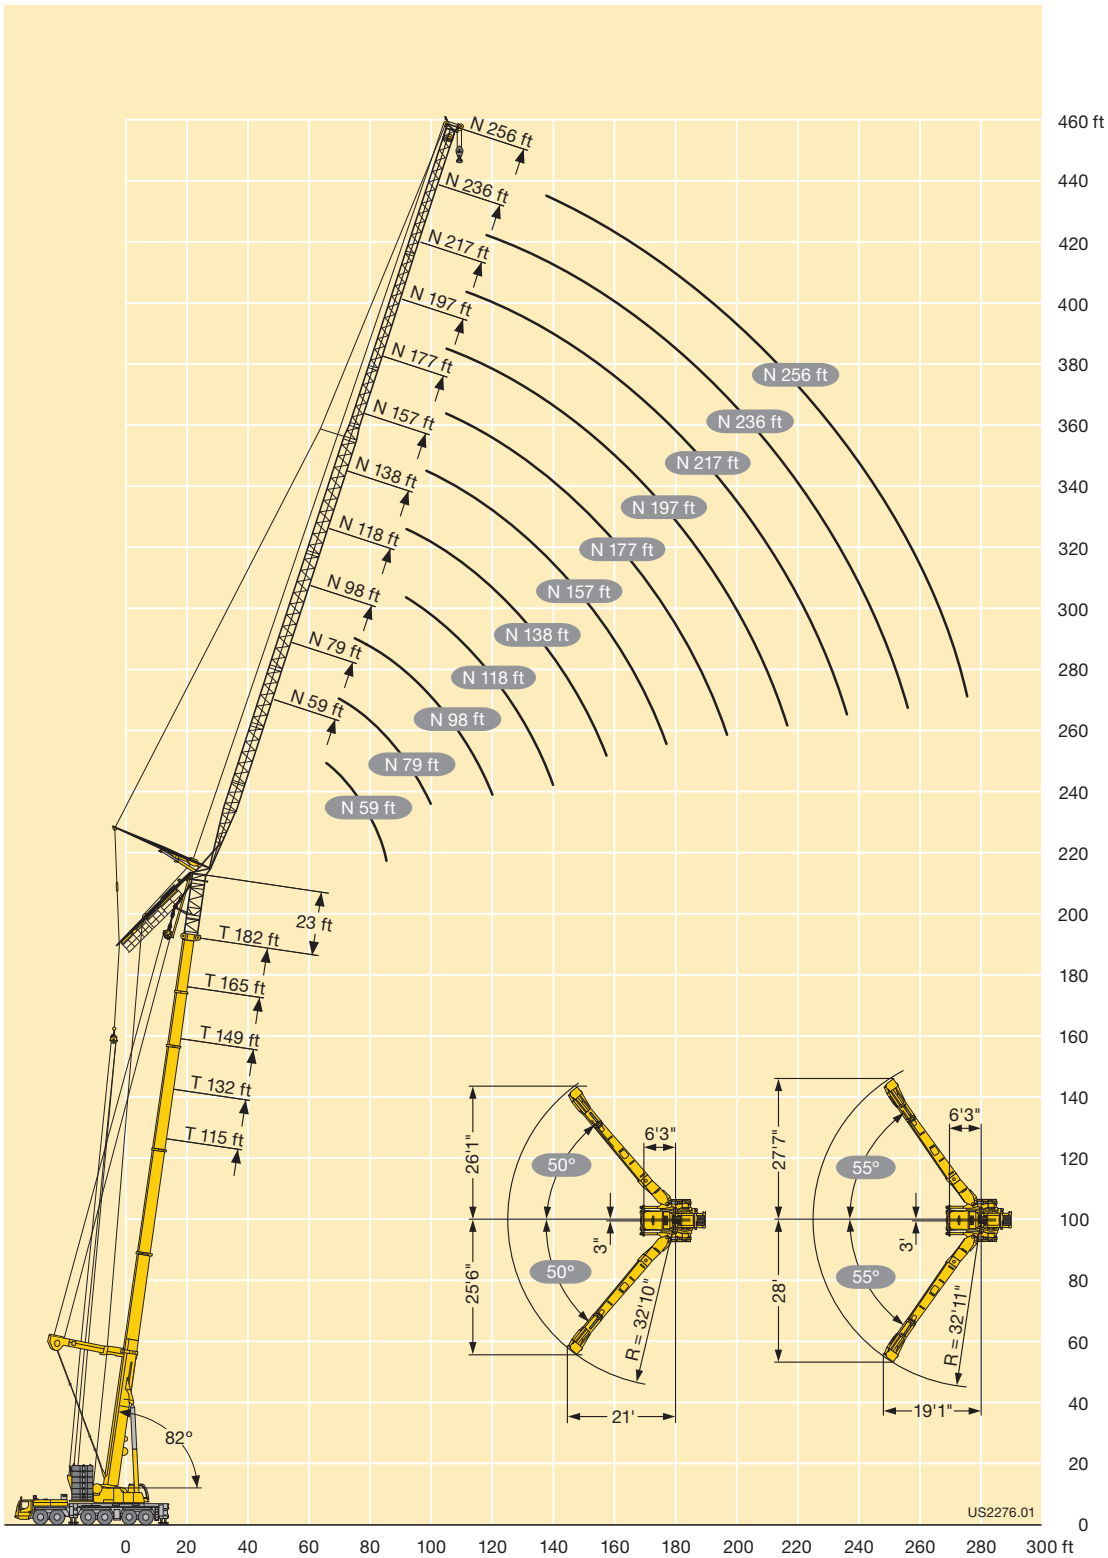 460 ft
440
420
400
380
360
340
320
300
280
260
240
220
200
180
160
140
120
100
80
60
40
20
0
N 256 ft
N 236 ft
N 217 ft
N 197 ft
N 177 ft
N 157 ft
N 138 ft
N 118 ft
N 98 ft
N 79 ft
N 59 ft
N 256 ft
N 236 ft
N 217 ft
N 197 ft
N 177 ft
N 157 ft
N 138 ft
N 118 ft
N 98 ft
N 79 ft
N 59 ft
23 ft
T 182 ft
T 165 ft
T 149 ft
T 132 ft
T 115 ft
82º
26'1"
25'6"
50º
50º
6'3"
3"
R = 32'10"
21'
27'7"
28'
55º
55º
6'3"
3'
R = 32'11"
19'1"
US2276.01
0 20 40 60 80 100 120 140 160 180 200 220 240 260 280 300 ft